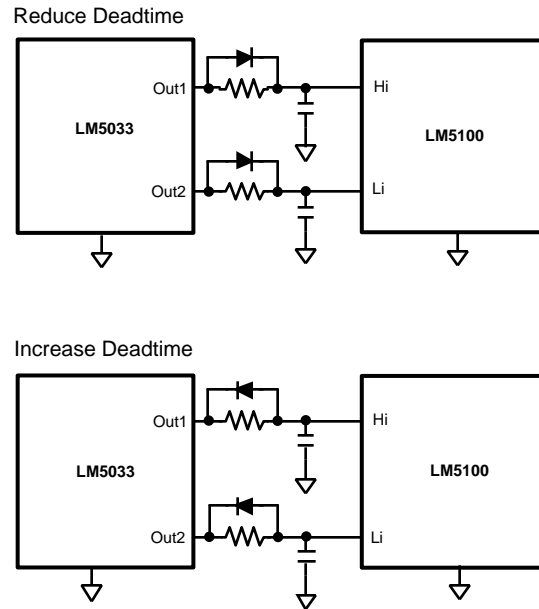 Reduce Deadtime
Out1
Hi
LM5033
LM5100
Out2
Li
Increase Deadtime
Out1
Hi
LM5033
LM5100
Out2
Li